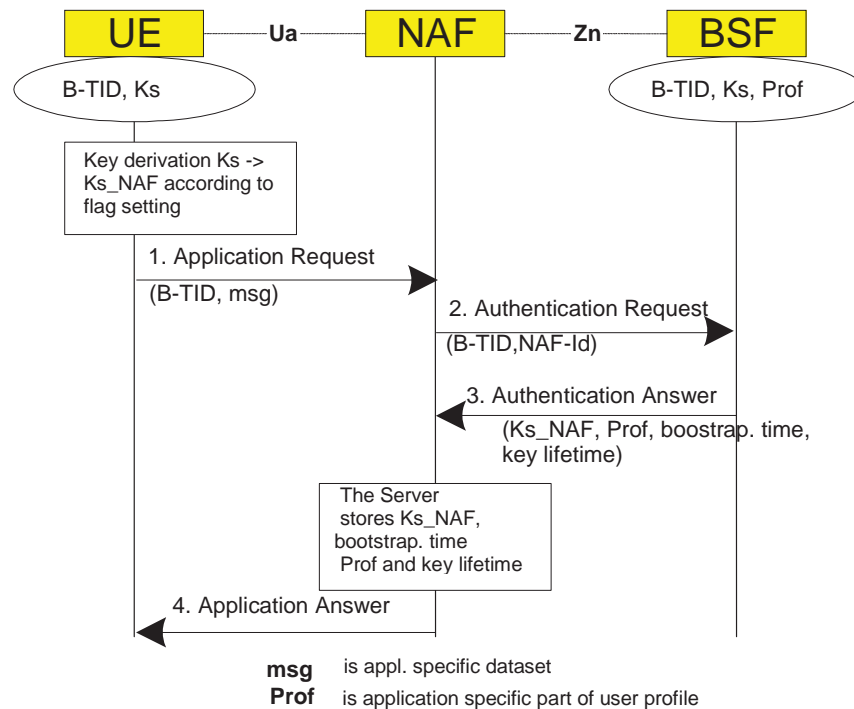 UE
Ua
NAF
Zn
BSF
B-TID, Ks
B-TID, Ks, Prof
Key derivation Ks ->
Ks_NAF according to
flag setting
1. Application Request
(B-TID, msg)
2. Authentication Request
(B-TID,NAF-Id)
3. Authentication Answer
(Ks_NAF, Prof, boostrap. time,
key lifetime)
The Server
stores Ks_NAF,
bootstrap. time
Prof and key lifetime
4. Application Answer
msg is appl. specific dataset
Prof is application specific part of user profile